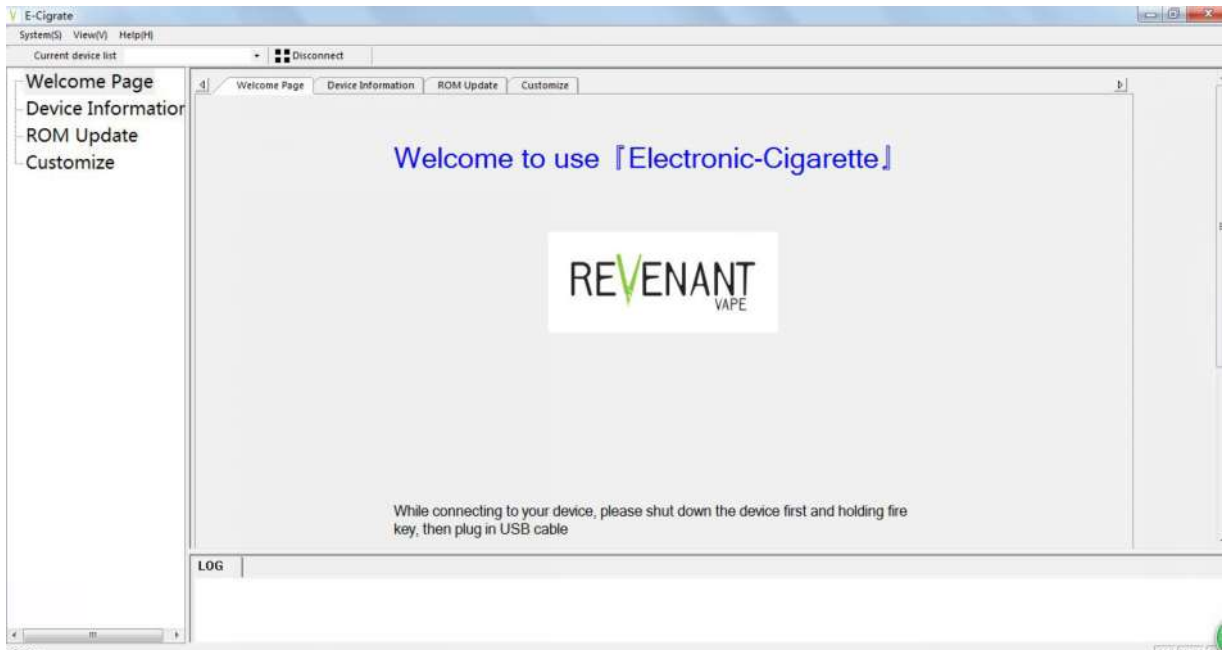 E-Cigrate
System(S) View(V) Help(H)
Current device list Disconnect
Welcome Page
Device Information
ROM Update
Customize
Welcome Page Device Information ROM Update Customize
Welcome to use『Electronic-Cigarette』
REVENANT
VAPE
While connecting to your device, please shut down the device first and holding fire
key, then plug in USB cable
LOG